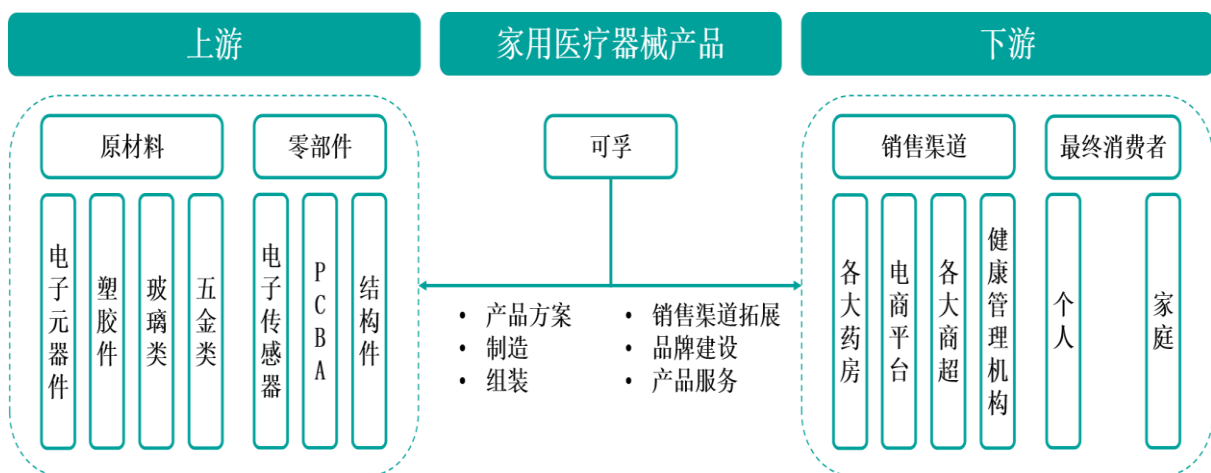 上游
家用医疗器械产品
下游
原材料
零部件
可孚
销售渠道
最终消费者
电子元器件
塑胶件
玻璃类
五金类
电子传感器
PCBA
结构件
• 产品方案
• 制造
• 组装
• 销售渠道拓展
• 品牌建设
• 产品服务
各大药房
电商平台
各大商超
健康管理机构
个人
家庭